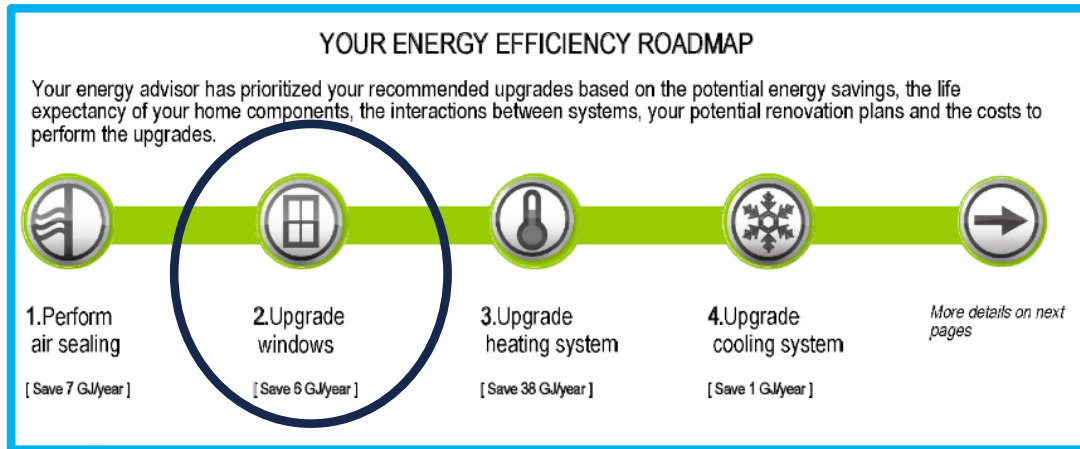 YOUR ENERGY EFFICIENCY ROADMAP
Your energy advisor has prioritized your recommended upgrades based on the potential energy savings, the life
expectancy of your home components, the interactions between systems, your potential renovation plans and the costs to
perform the upgrades.
1.Perform
air sealing
[ Save 7 GJ/year ]
2.Upgrade
windows
[ Save 6 GJ/year ]
3.Upgrade
heating system
[ Save 38 GJ/year ]
4.Upgrade
cooling system
[ Save 1 GJ/year ]
More details on next
pages